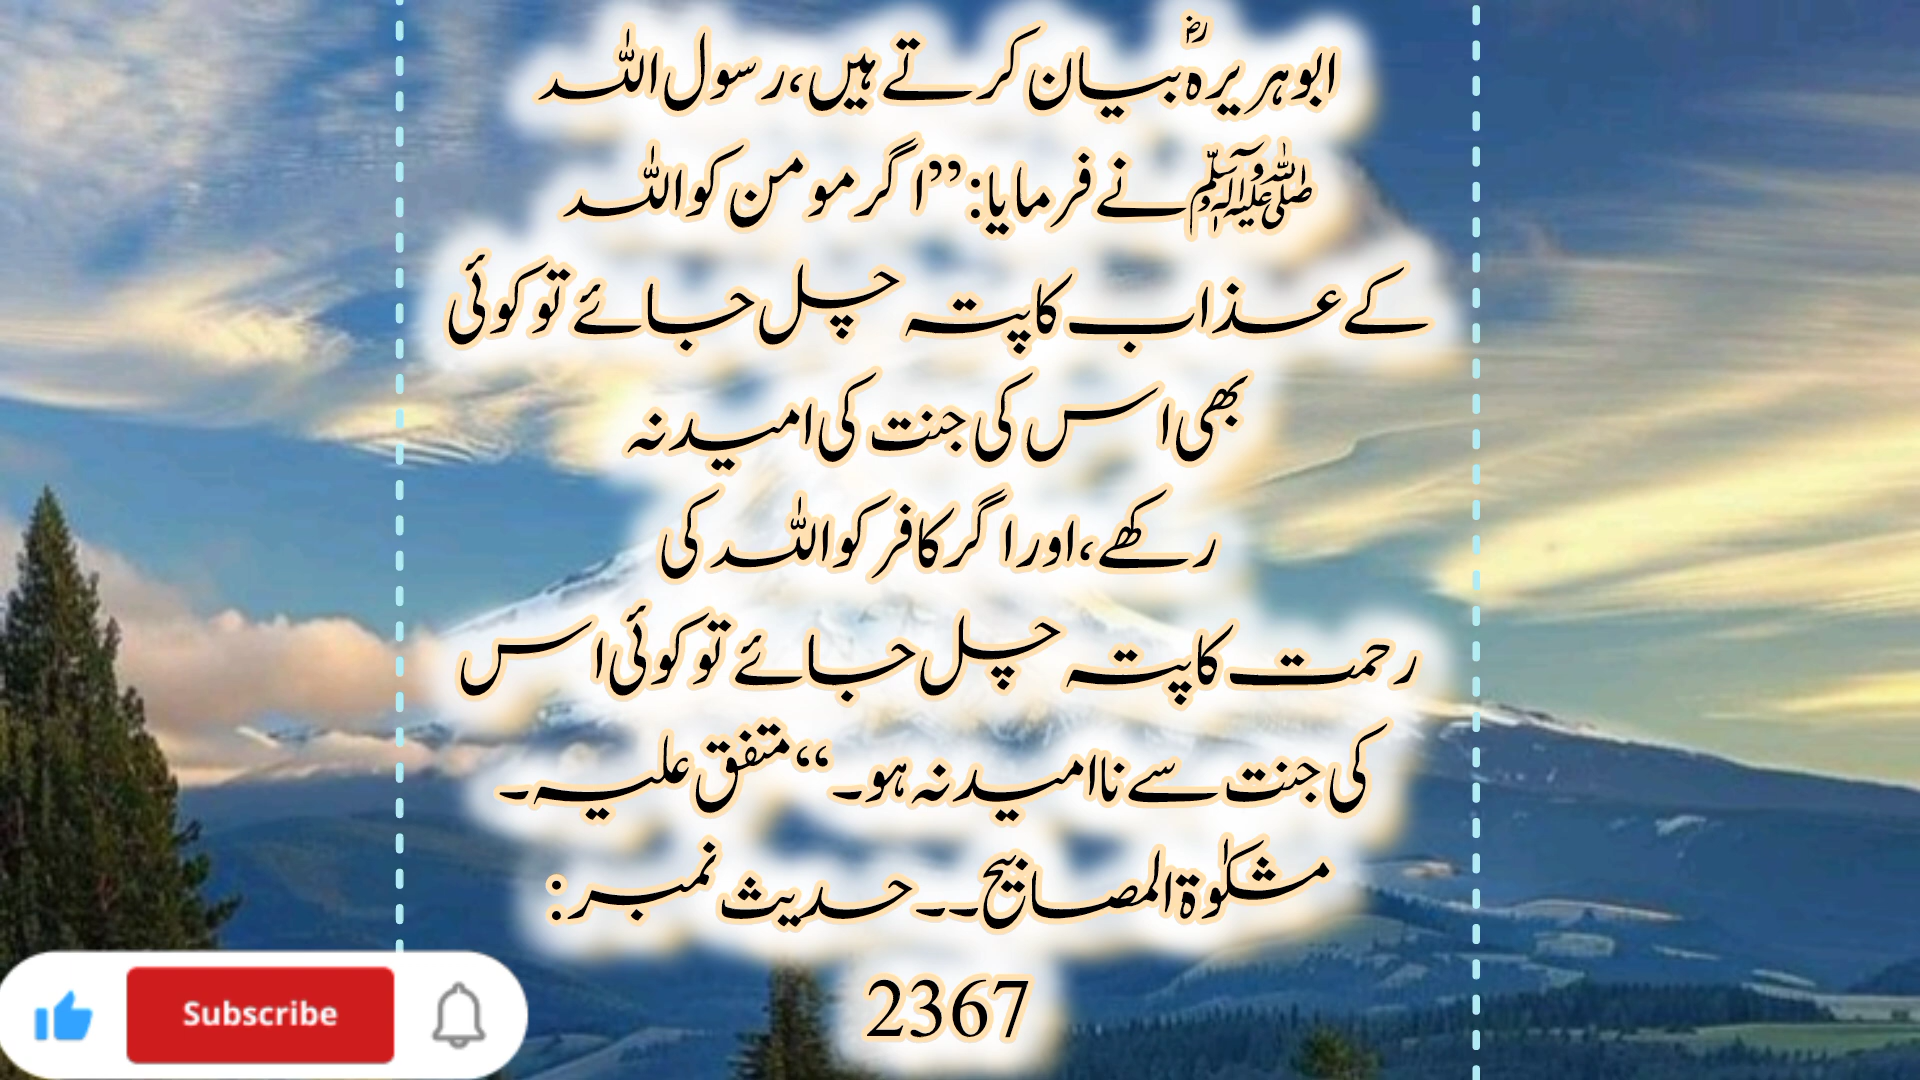 ابوہریرہؓ بیان کرتے ہیں، رسول اللہ
ﷺ نے فرمایا: ”اگر مومن کو اللہ
کے عذاب کا پتہ چل جائے تو کوئی
بھی اس کی جنت کی امید نہ
رکھے، اور اگر کافر کو اللہ کی
رحمت کا پتہ چل جائے تو کوئی اس
کی جنت سے ناامید نہ ہو۔“ متفق علیہ۔
مشکوٰۃ المصابیح۔۔حدیث نمبر:
2367
Subscribe